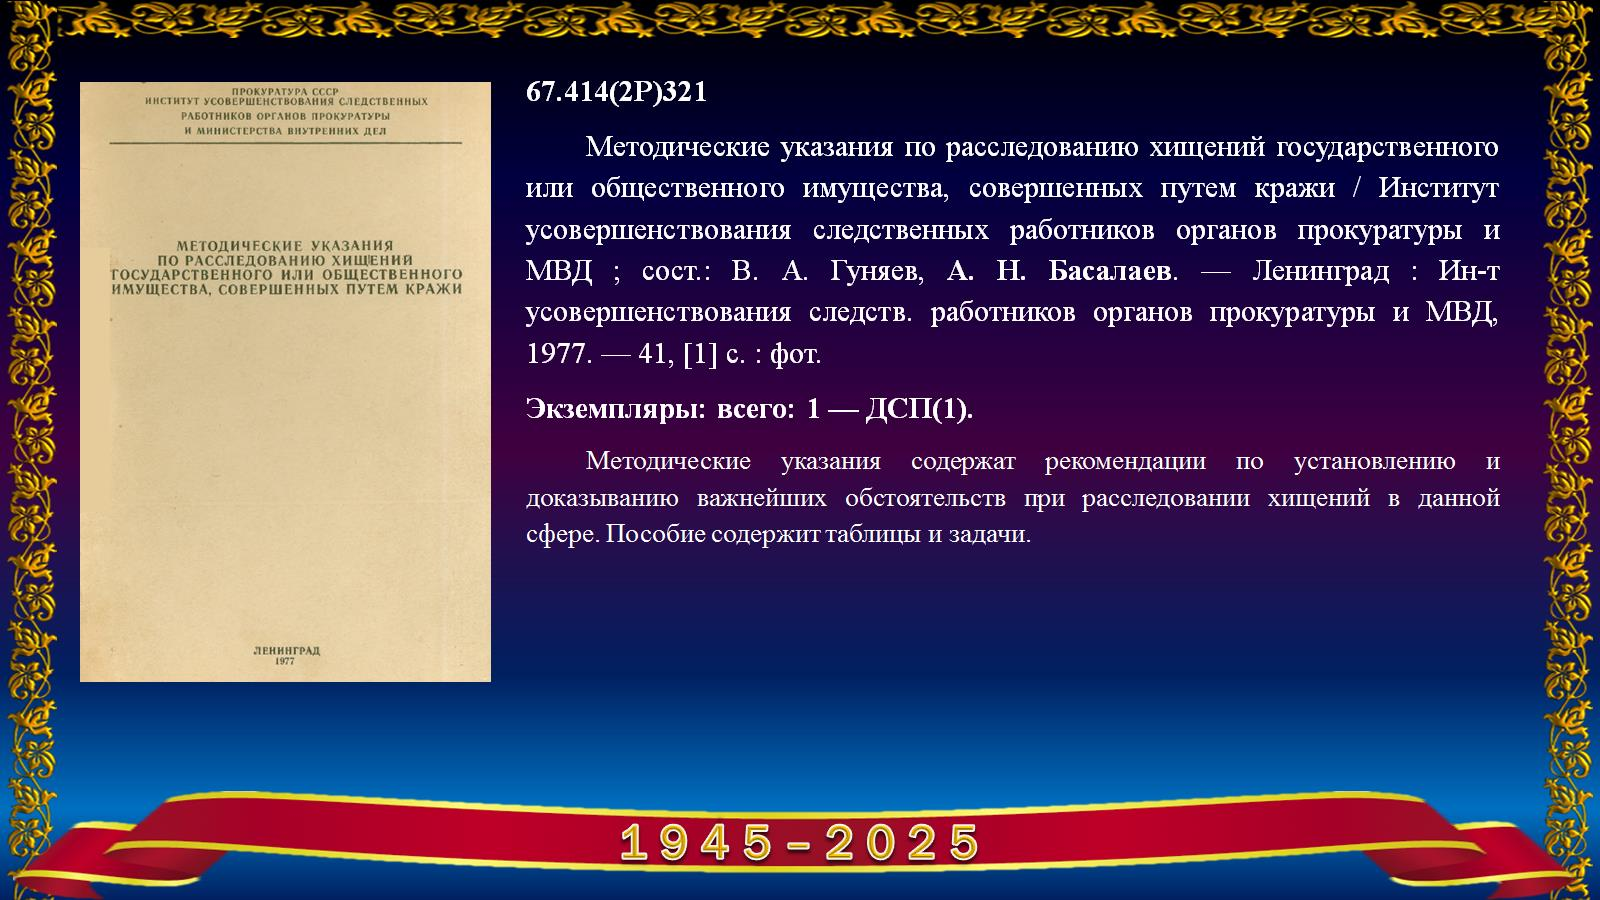 ПРОКУРАТУРА СССР
ИНСТИТУТ УСОВЕРШЕНСТВОВАНИЯ СЛЕДСТВЕННЫХ
РАБОТНИКОВ ОРГАНОВ ПРОКУРАТУРЫ
И МИНИСТЕРСТВА ВНУТРЕННИХ ДЕЛ
МЕТОДИЧЕСКИЕ УКАЗАНИЯ
ПО РАССЛЕДОВАНИЮ ХИЩЕНИЙ
ГОСУДАРСТВЕННОГО ИЛИ ОБЩЕСТВЕННОГО
ИМУЩЕСТВА, СОВЕРШЕННЫХ ПУТЕМ КРАЖИ
ЛЕНИНГРАД
1977
67.414(2Р)321
Методические указания по расследованию хищений государственного
или общественного имущества, совершенных путем кражи / Институт
усовершенствования следственных работников органов прокуратуры и
МВД ; сост.: В. А. Гуняев, А. Н. Басалаев. — Ленинград : Ин-т
усовершенствования следств. работников органов прокуратуры и МВД,
1977. — 41, [1] с. : фот.
Экземпляры: всего: 1 — ДСП(1).
Методические указания содержат рекомендации по установлению и
доказыванию важнейших обстоятельств при расследовании хищений в данной
сфере. Пособие содержит таблицы и задачи.
1945–2025